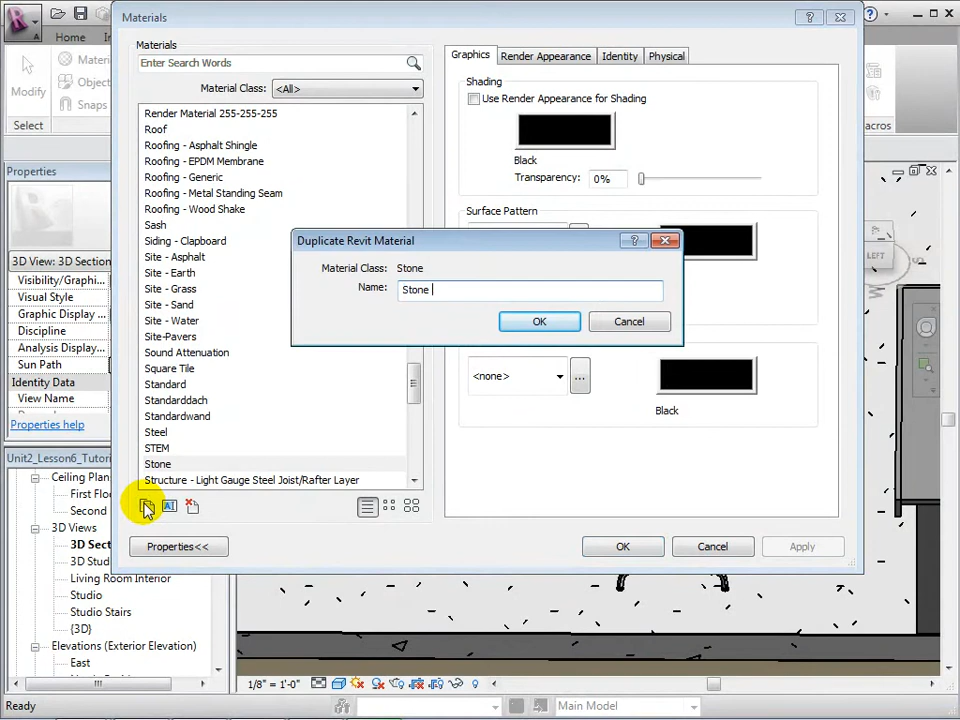 Materials
Home
Materials
Enter Search Words
Material Class: <All>
Materi
Object
Snaps
Modify
Select
acros
Graphics Render Appearance Identity Physical
Shading
Use Render Appearance for Shading
Black
Transparency: 0%
Surface Pattern
Render Material 255-255-255
Roof
Roofing - Asphalt Shingle
Roofing - EPDM Membrane
Roofing - Generic
Roofing - Metal Standing Seam
Roofing - Wood Shake
Sash
Siding - Clapboard
Site - Asphalt
Site - Earth
Site - Grass
Site - Sand
Site - Water
Site-Pavers
Sound Attenuation
Square Tile
Standard
Standarddach
Standardwand
Steel
STEM
Stone
Structure - Light Gauge Steel Joist/Rafter Layer
Duplicate Revit Material
Material Class: Stone
Name: Stone
OK Cancel
<none>
Black
Properties<<
OK Cancel Apply
Properties
3D View: 3D Section
Visibility/Graphi...
Visual Style
Graphic Display ...
Discipline
Analysis Display...
Sun Path
Identity Data
View Name
Properties help
Unit2_Lesson6_Tutori
Ceiling Plan
First Floo
Second
3D Views
3D Sect
3D Stud
Living Room Interior
Studio
Studio Stairs
{3D}
Elevations (Exterior Elevation)
East
LEFT
1/8" = 1'-0"
Ready
Main Model